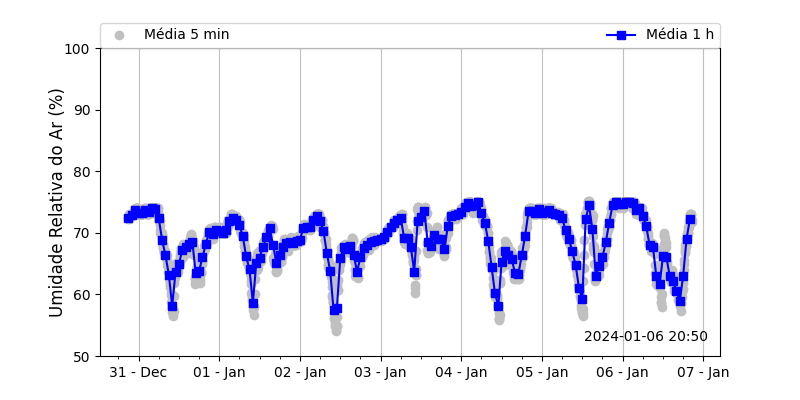 Média 5 min Média 1 h
Umidade Relativa do Ar (%)
100
90
80
70
60
50
2024-01-06 20:50
31 - Dec 01 - Jan 02 - Jan 03 - Jan 04 - Jan 05 - Jan 06 - Jan 07 - Jan